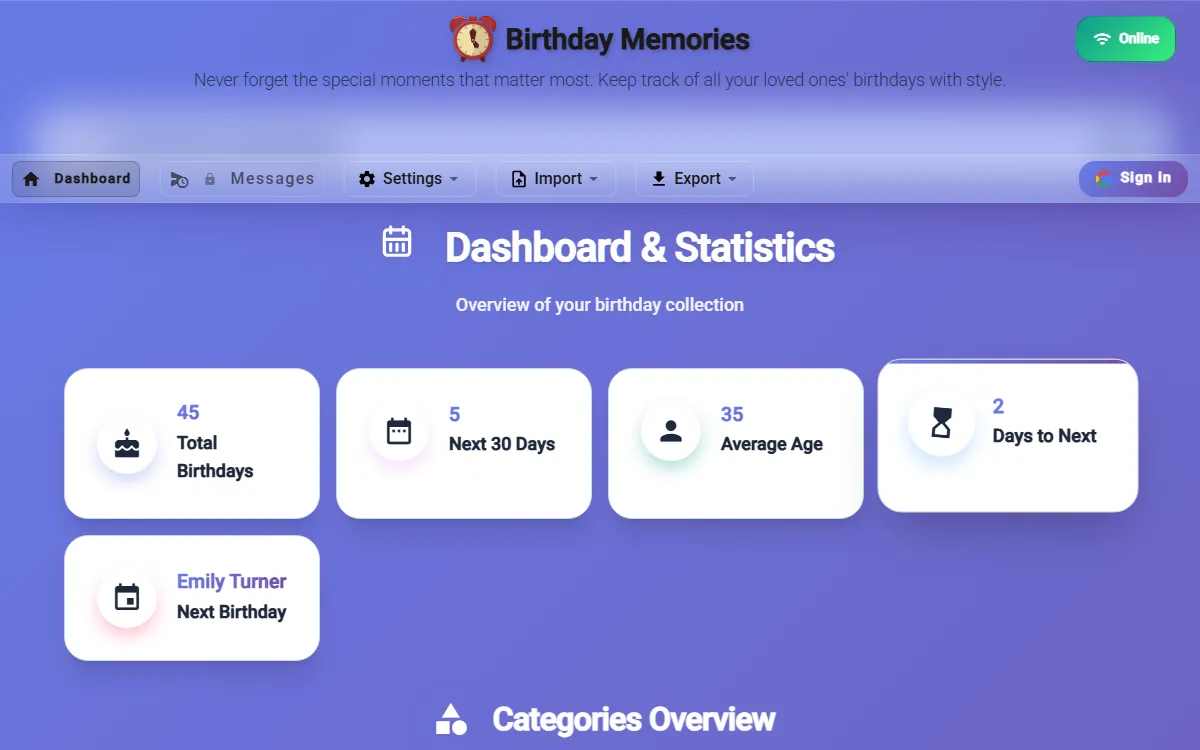 Birthday Memories
Online
Never forget the special moments that matter most. Keep track of all your loved ones' birthdays with style.
Dashboard
Messages
Settings
Import
Export
Sign in
Dashboard & Statistics
Overview of your birthday collection
45
Total
Birthdays
5
Next 30 Days
35
Average Age
2
Days to Next
Emily Turner
Next Birthday
Categories Overview